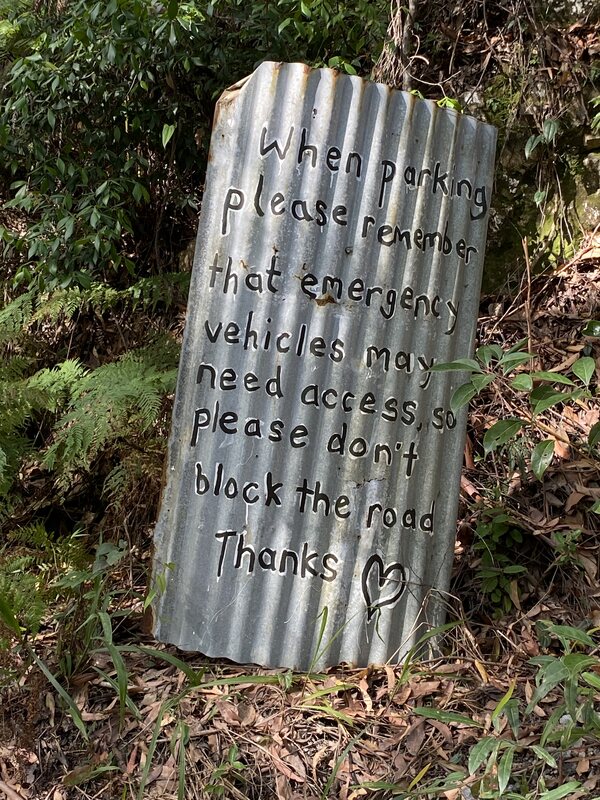 When parking
please remember
that emergency
vehicles may
need access, so
please don't
block the road
Thanks ♡